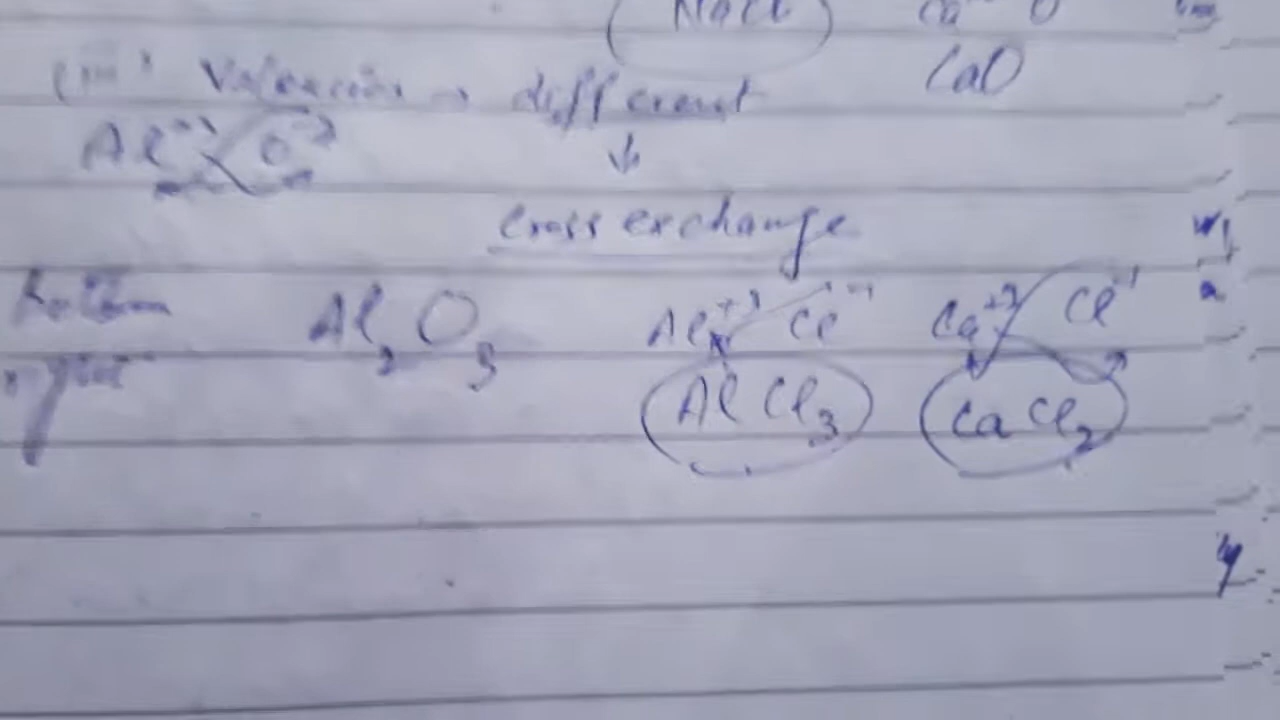 NaCl Ca O
CaO
(iii) Valencies → different
Al+3 O-2
↓
Cross exchange
Al2O3 Al+3 Cl-1 Ca+2 Cl-1
AlCl3 CaCl2